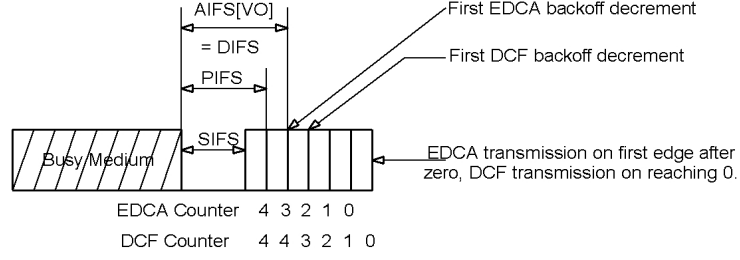 AIFS[VO]
First EDCA backoff decrement
= DIFS
First DCF backoff decrement
PIFS
SIFS
Busy Medium
EDCA transmission on first edge after
zero, DCF transmission on reaching 0.
EDCA Counter 4 3 2 1 0
DCF Counter 4 4 3 2 1 0